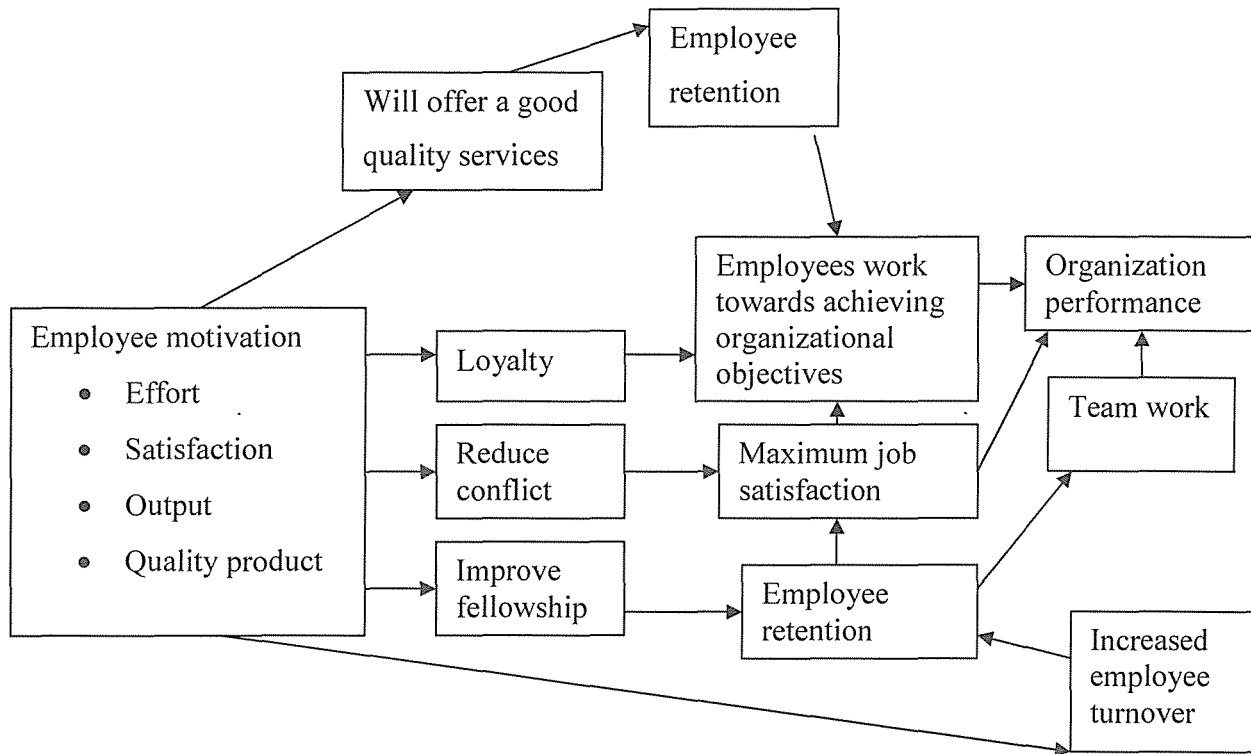 Employee
retention
Will offer a good
quality services
Employees work
towards achieving
organizational
objectives
Organization
performance
Employee motivation
• Effort
• Satisfaction
• Output
• Quality product
Loyalty
Team work
Reduce
conflict
Maximum job
satisfaction
Improve
fellowship
Employee
retention
Increased
employee
turnover